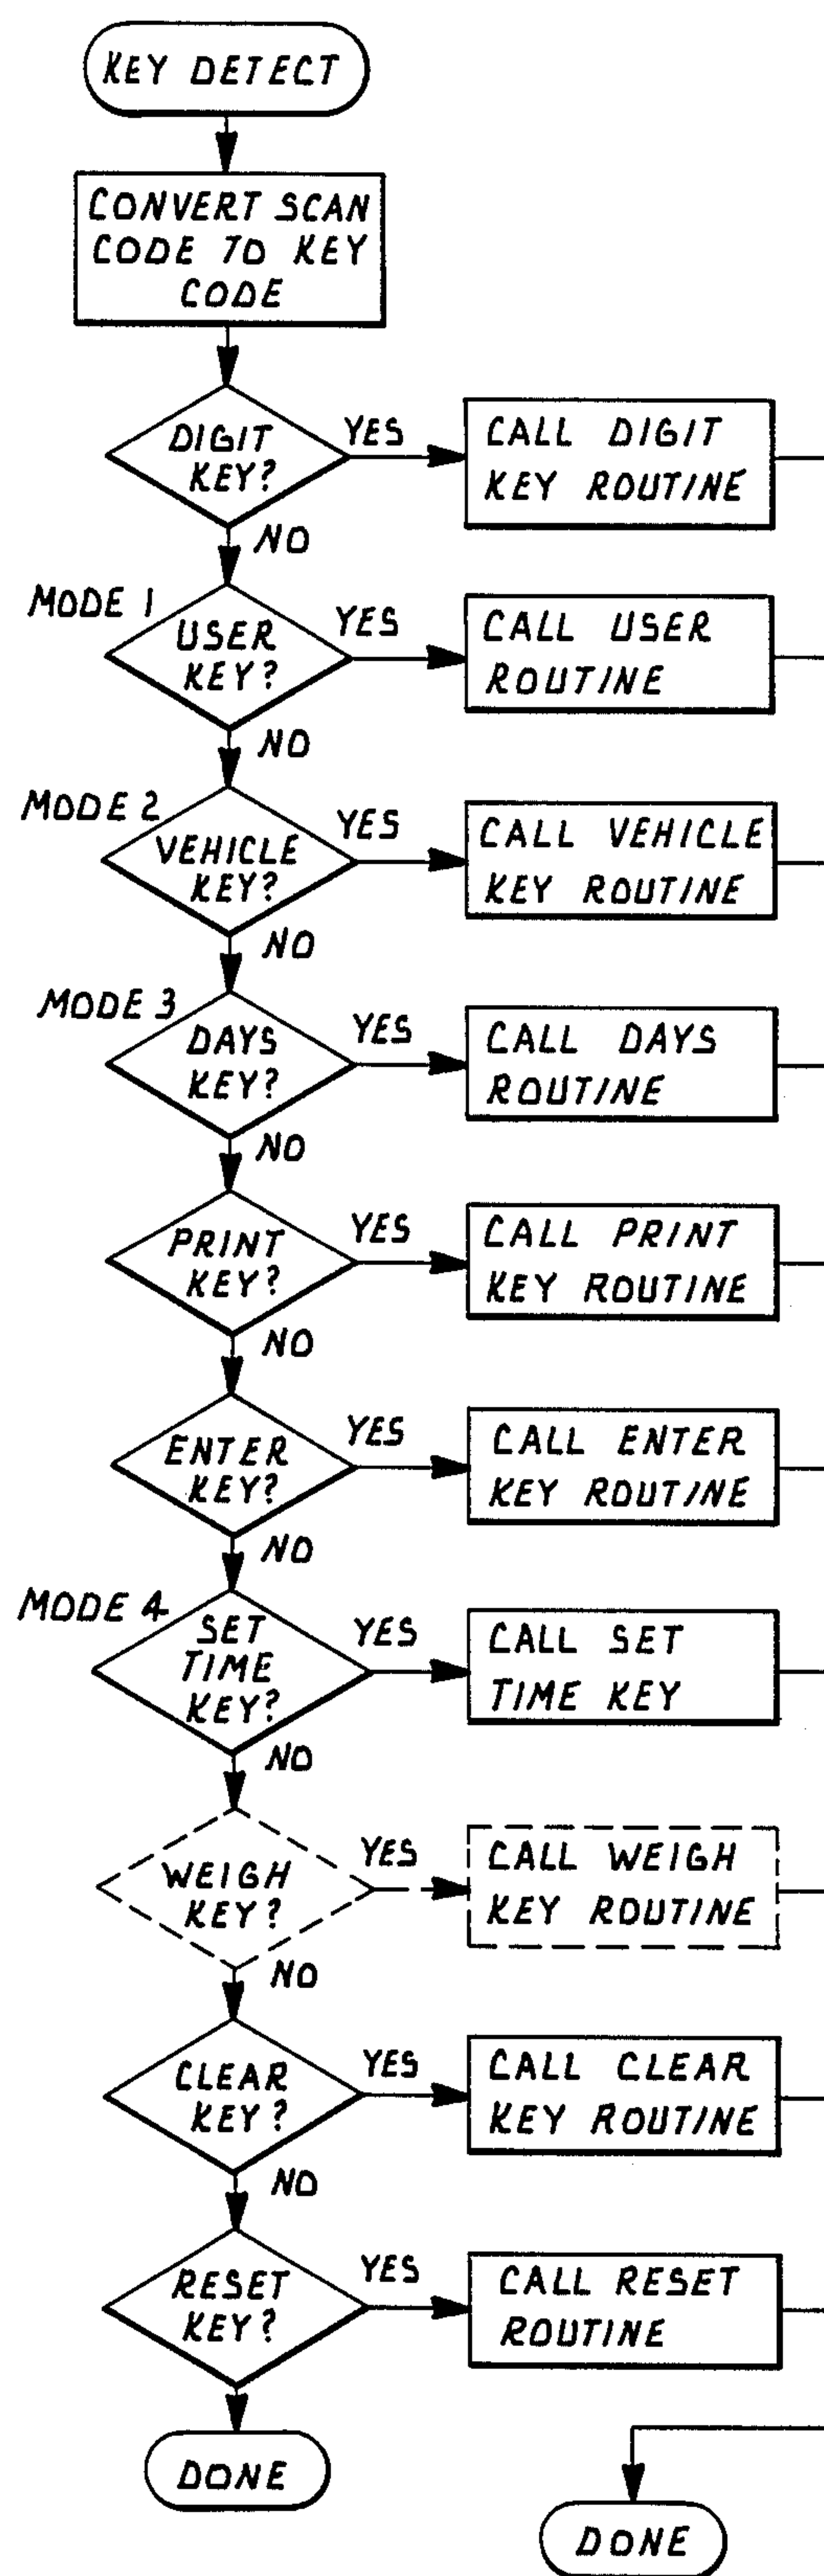 KEY DETECT
CONVERT SCAN
CODE TO KEY
CODE
DIGIT
KEY?
YES
CALL DIGIT
KEY ROUTINE
NO
MODE 1
USER
KEY?
YES
CALL USER
ROUTINE
NO
MODE 2
VEHICLE
KEY?
YES
CALL VEHICLE
KEY ROUTINE
NO
MODE 3
DAYS
KEY?
YES
CALL DAYS
ROUTINE
NO
PRINT
KEY?
YES
CALL PRINT
KEY ROUTINE
NO
ENTER
KEY?
YES
CALL ENTER
KEY ROUTINE
NO
MODE 4
SET
TIME
KEY?
YES
CALL SET
TIME KEY
NO
WEIGH
KEY?
YES
CALL WEIGH
KEY ROUTINE
NO
CLEAR
KEY?
YES
CALL CLEAR
KEY ROUTINE
NO
RESET
KEY?
YES
CALL RESET
ROUTINE
DONE
DONE